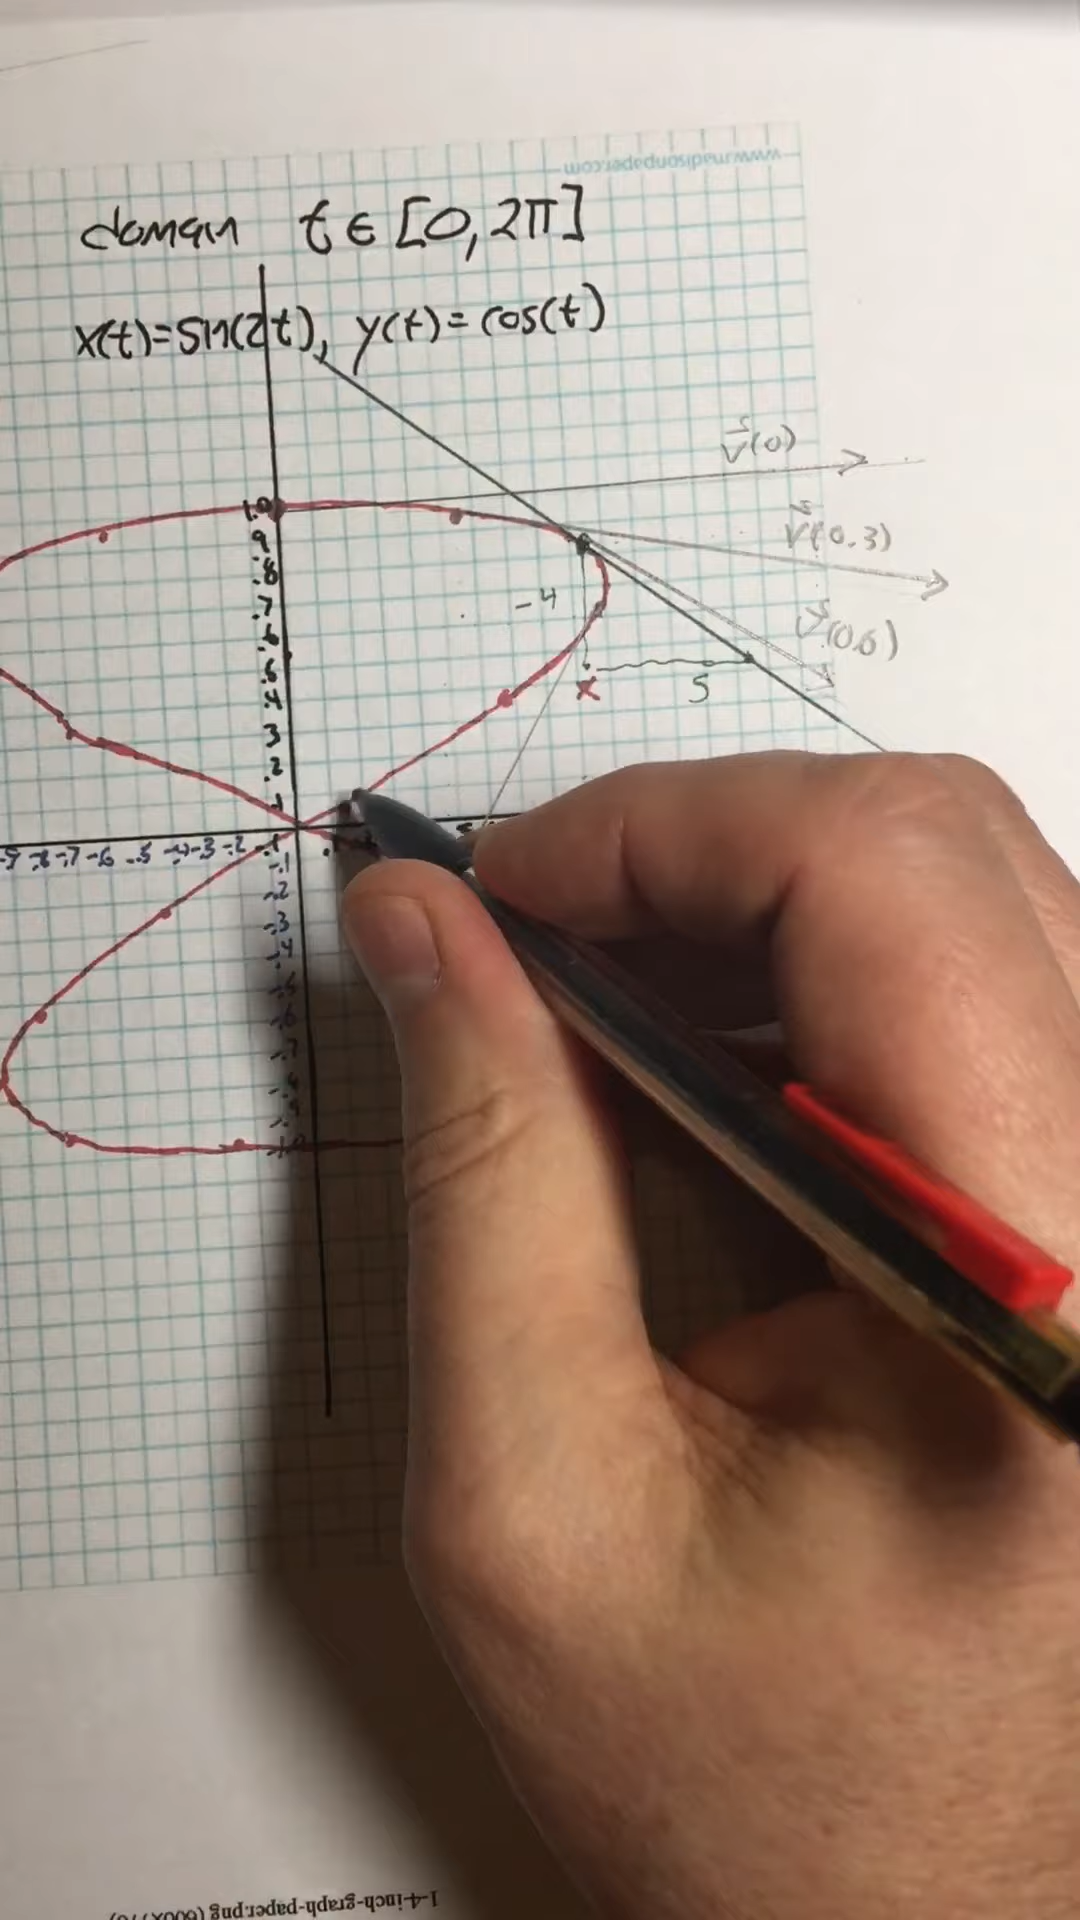 www.madisonpaper.com
domain t ∈ [0, 2π]
x(t)=sin(2t), y(t)=cos(t)
v⃗(0)
v⃗(0.3)
v⃗(0.6)
-4
x
5
1.0
.9
.8
.7
.6
.5
.4
.3
.2
.1
-.9 -.8 -.7 -.6 -.5 -.4 -.3 -.2 -.1
-.1
-.2
-.3
-.4
-.5
-.6
-.7
-.8
-.9
-1
1-4-inch-graph-paper.png (600x770)